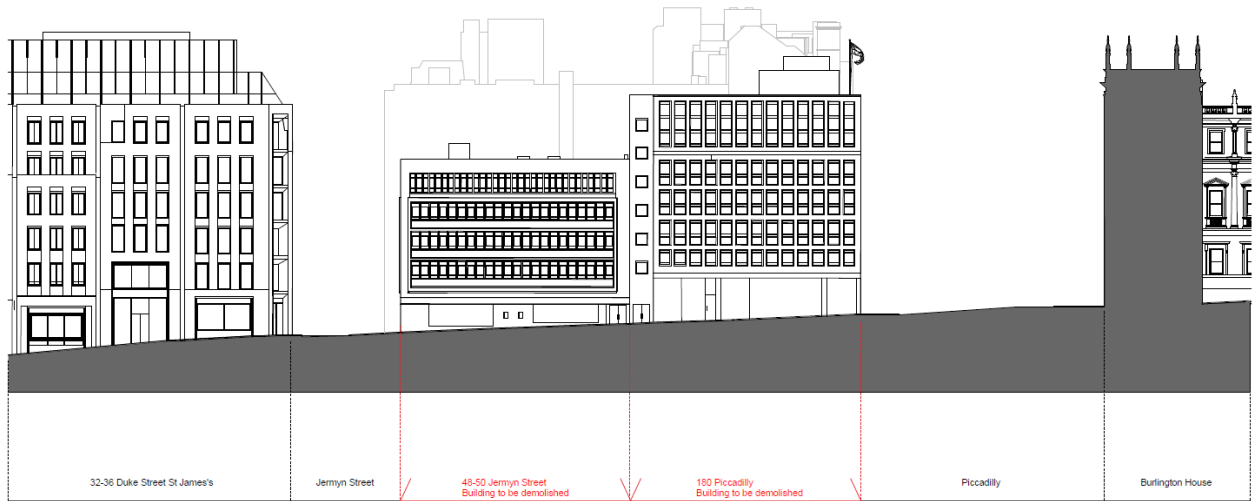 32-36 Duke Street St James's
Jermyn Street
48-50 Jermyn Street
Building to be demolished
180 Piccadilly
Building to be demolished
Piccadilly
Burlington House